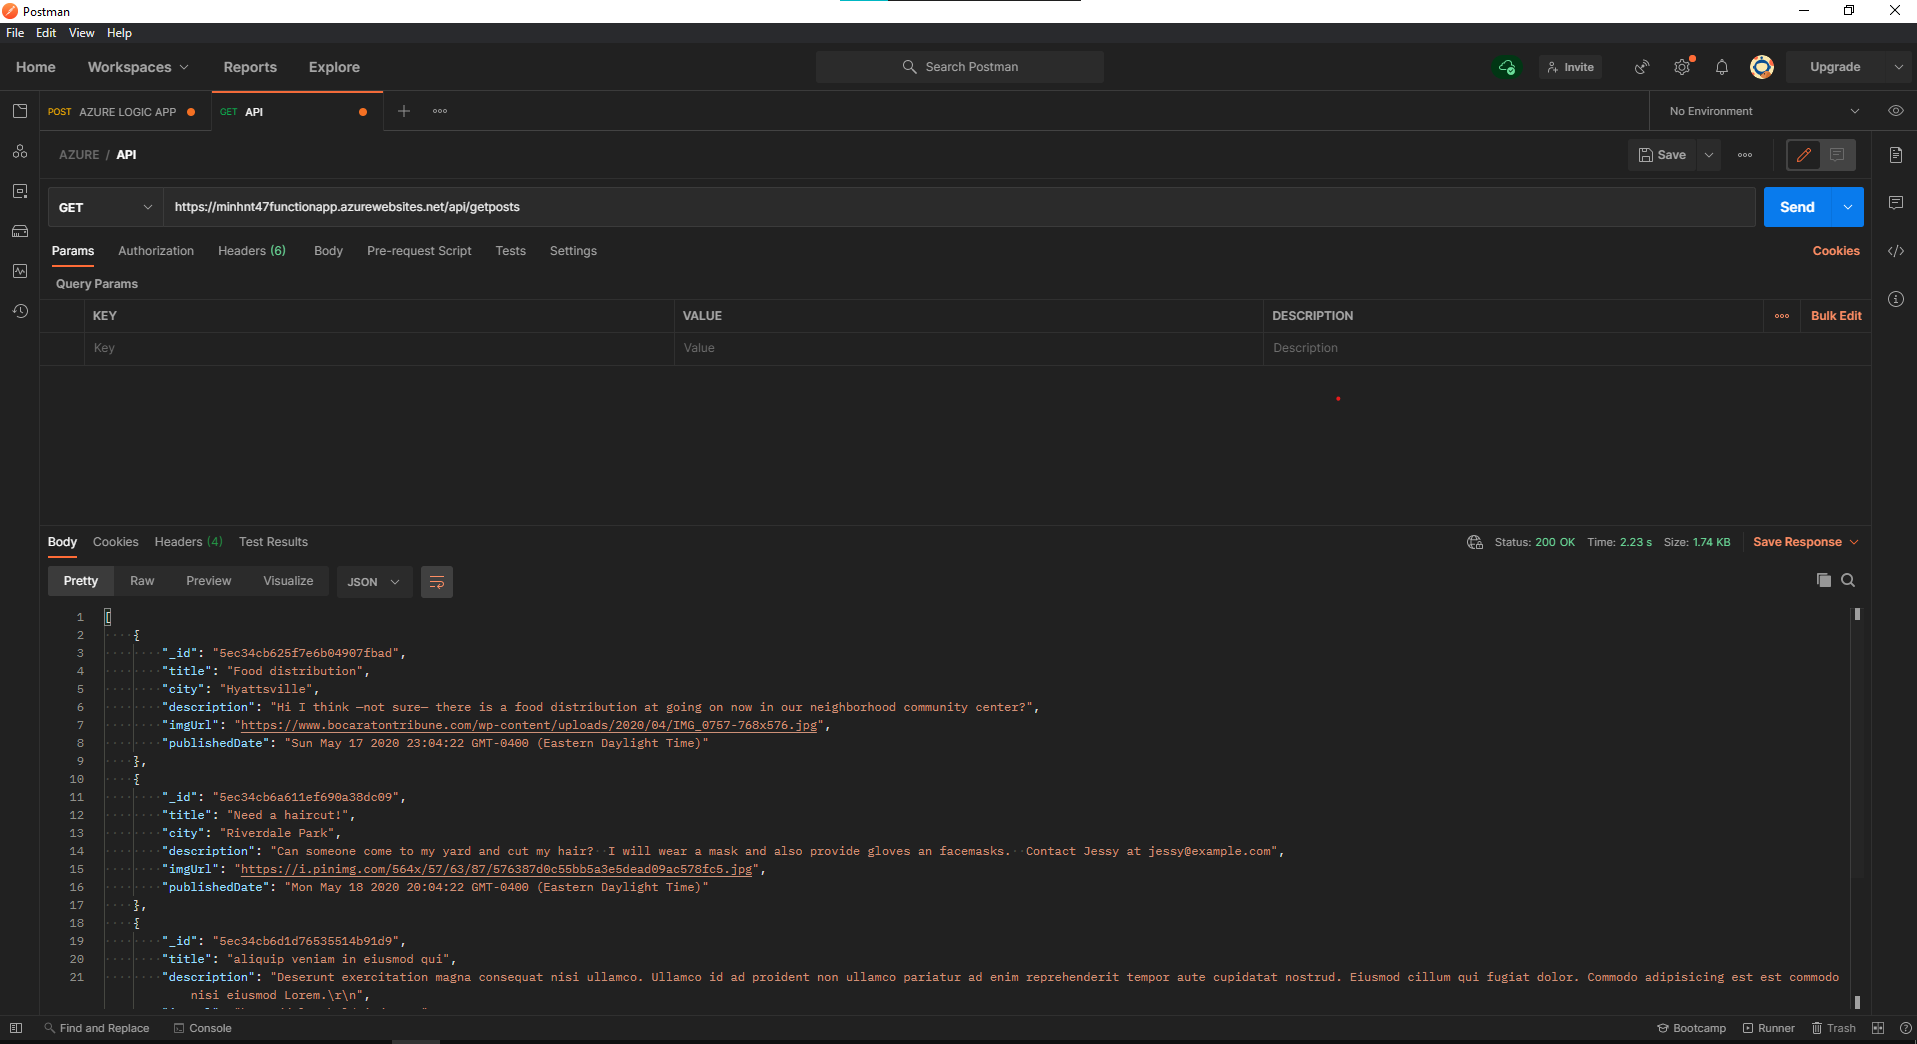 Postman
File Edit View Help
Home Workspaces Reports Explore Search Postman Invite Upgrade
POST AZURE LOGIC APP GET API No Environment
AZURE / API Save
GET https://minhnt47functionapp.azurewebsites.net/api/getposts Send
Params Authorization Headers (6) Body Pre-request Script Tests Settings Cookies
Query Params
KEY VALUE DESCRIPTION Bulk Edit
Key Value Description
Body Cookies Headers (4) Test Results Status: 200 OK Time: 2.23 s Size: 1.74 KB Save Response
Pretty Raw Preview Visualize JSON
1 [
2 {
3 "_id": "5ec34cb625f7e6b04907fbad",
4 "title": "Food distribution",
5 "city": "Hyattsville",
6 "description": "Hi I think —not sure— there is a food distribution at going on now in our neighborhood community center?",
7 "imgUrl": "https://www.bocaratontribune.com/wp-content/uploads/2020/04/IMG_0757-768x576.jpg",
8 "publishedDate": "Sun May 17 2020 23:04:22 GMT-0400 (Eastern Daylight Time)"
9 },
10 {
11 "_id": "5ec34cb6a611ef690a38dc09",
12 "title": "Need a haircut!",
13 "city": "Riverdale Park",
14 "description": "Can someone come to my yard and cut my hair?  I will wear a mask and also provide gloves an facemasks.  Contact Jessy at jessy@example.com",
15 "imgUrl": "https://i.pinimg.com/564x/57/63/87/576387d0c55bb5a3e5dead09ac578fc5.jpg",
16 "publishedDate": "Mon May 18 2020 20:04:22 GMT-0400 (Eastern Daylight Time)"
17 },
18 {
19 "_id": "5ec34cb6d1d76535514b91d9",
20 "title": "aliquip veniam in eiusmod qui",
21 "description": "Deserunt exercitation magna consequat nisi ullamco. Ullamco id ad proident non ullamco pariatur ad enim reprehenderit tempor aute cupidatat nostrud. Eiusmod cillum qui fugiat dolor. Commodo adipisicing est est commodo
nisi eiusmod Lorem.\r\n",
Find and Replace Console Bootcamp Runner Trash